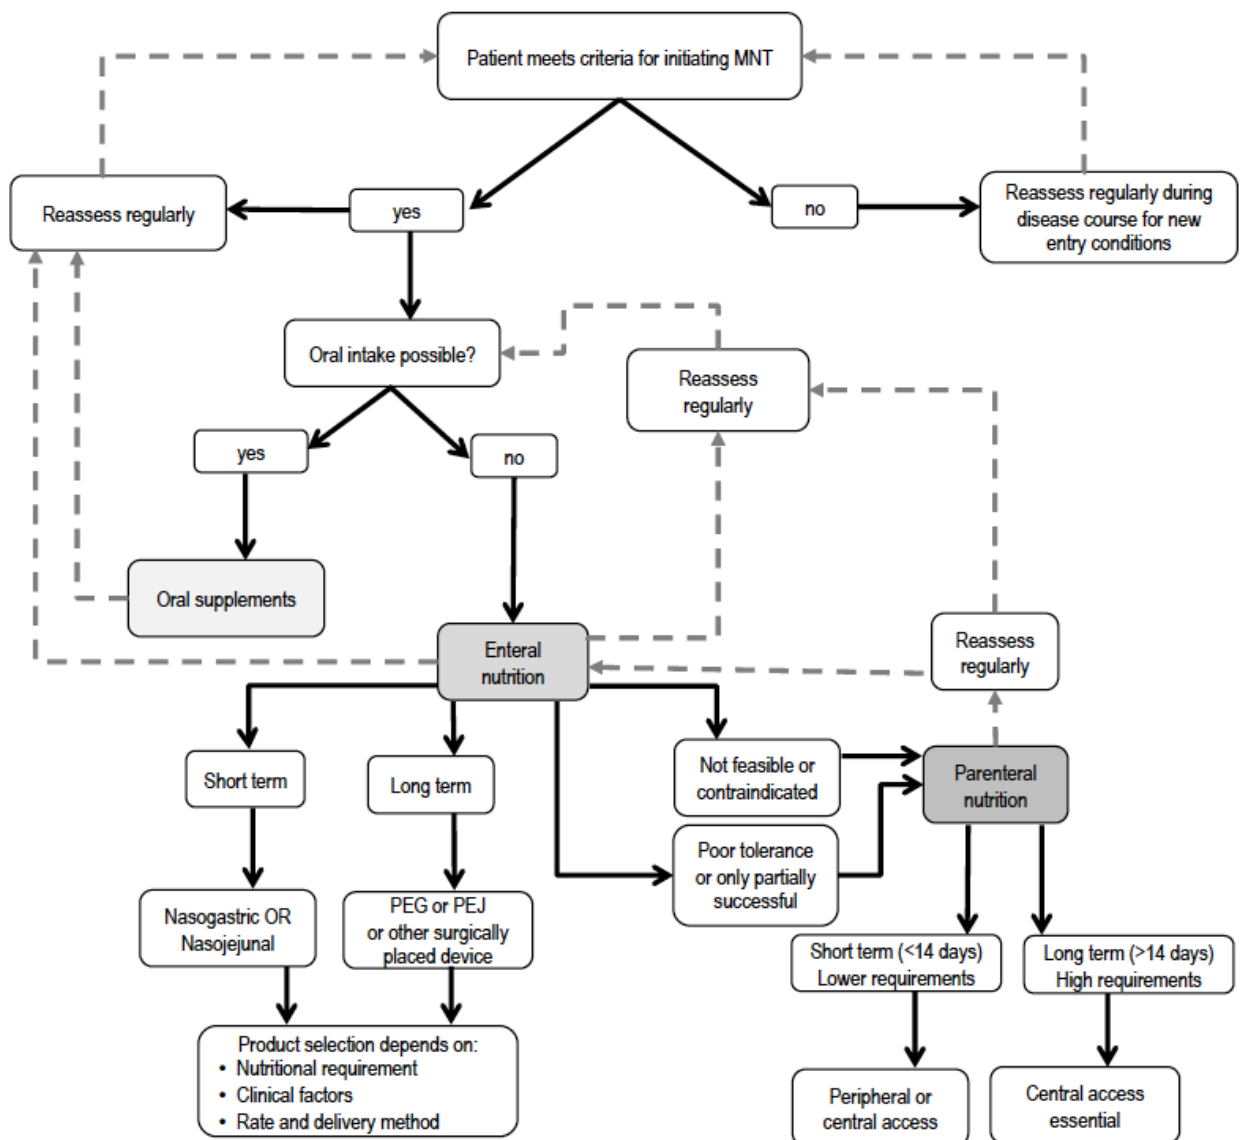 Patient meets criteria for initiating MNT
Reassess regularly
yes
no
Reassess regularly during
disease course for new
entry conditions
Oral intake possible?
Reassess
regularly
yes
no
Oral supplements
Enteral
nutrition
Reassess
regularly
Short term
Long term
Not feasible or
contraindicated
Parenteral
nutrition
Poor tolerance
or only partially
successful
Nasogastric OR
Nasojejunal
PEG or PEJ
or other surgically
placed device
Short term (<14 days)
Lower requirements
Long term (>14 days)
High requirements
Product selection depends on:
• Nutritional requirement
• Clinical factors
• Rate and delivery method
Peripheral or
central access
Central access
essential